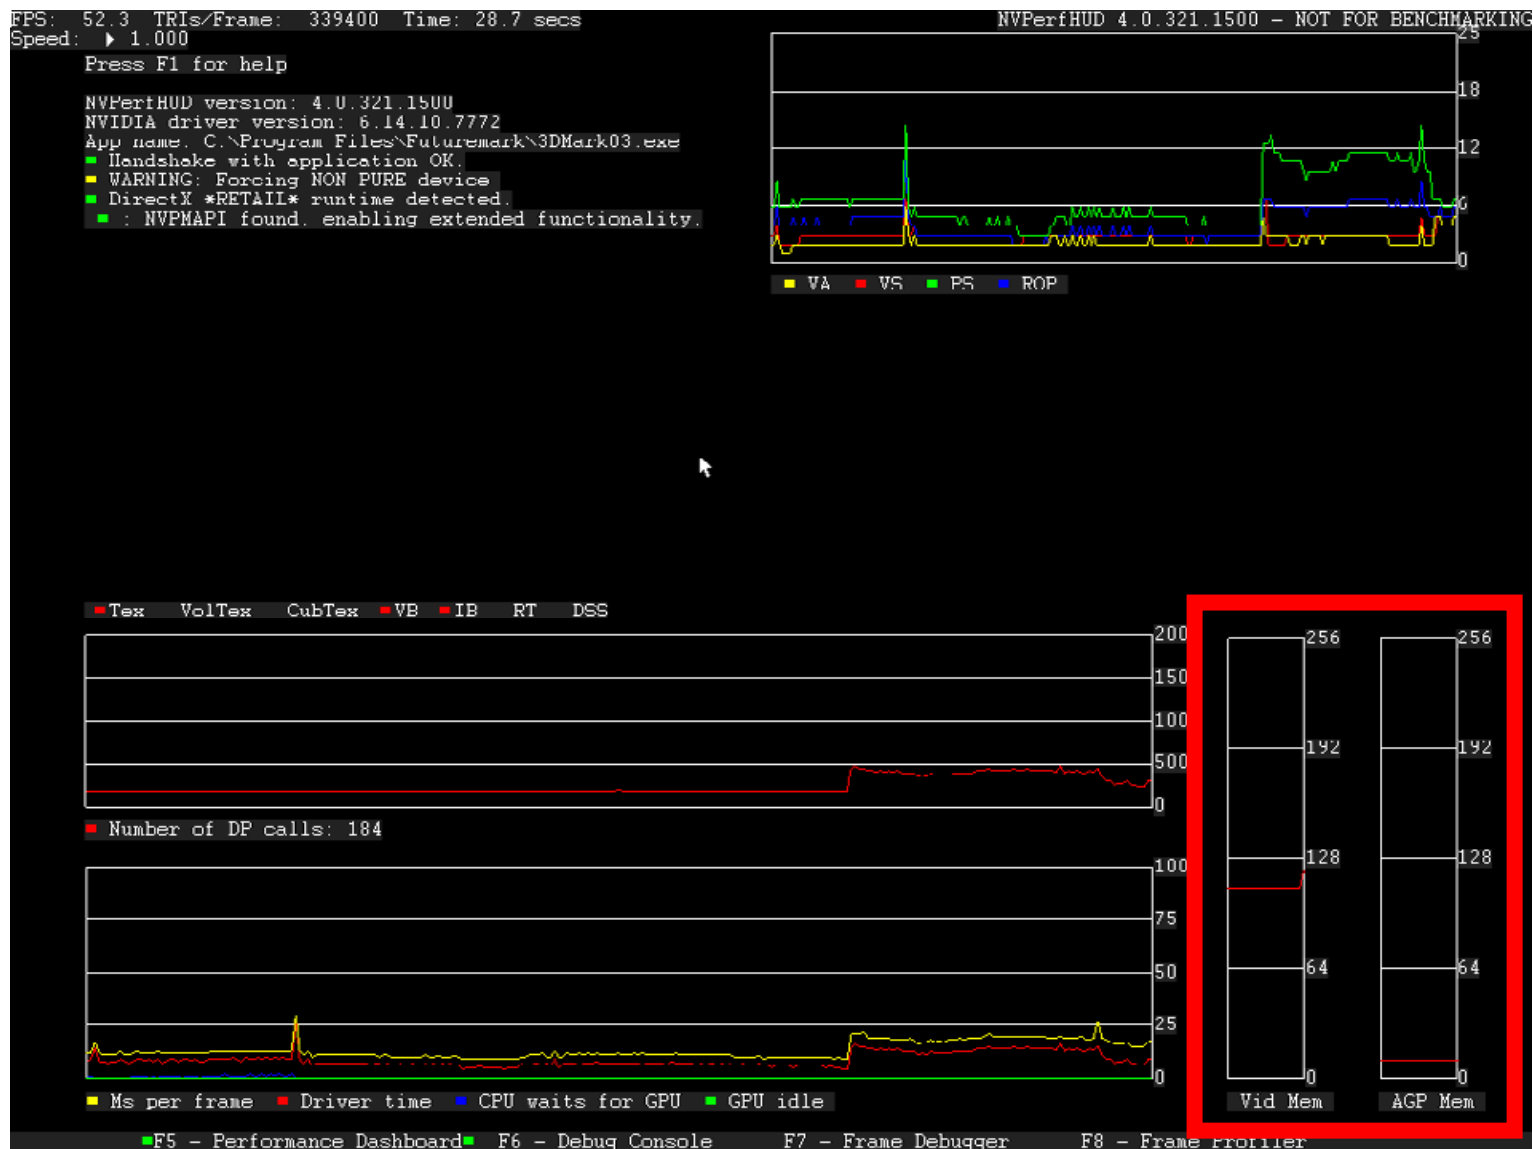 FPS: 52.3 TRIs/Frame: 339400 Time: 28.7 secs
NVPerfHUD 4.0.321.1500 – NOT FOR BENCHMARKING
Speed: 1.000
Press F1 for help
NVPerfHUD version: 4.0.321.1500
NVIDIA driver version: 6.14.10.7772
App name: C:\Program Files\Futuremark\3DMark03.exe
Handshake with application OK.
WARNING: Forcing NON PURE device
DirectX *RETAIL* runtime detected.
: NVPMAPI found. enabling extended functionality.
25
18
12
6
0
VA VS PS ROP
Tex VolTex CubTex VB IB RT DSS
200
150
100
500
0
Number of DP calls: 184
100
75
50
25
0
Ms per frame Driver time CPU waits for GPU GPU idle
256
192
128
64
0
Vid Mem
256
192
128
64
0
AGP Mem
F5 – Performance Dashboard F6 – Debug Console F7 – Frame Debugger F8 – Frame Profiler